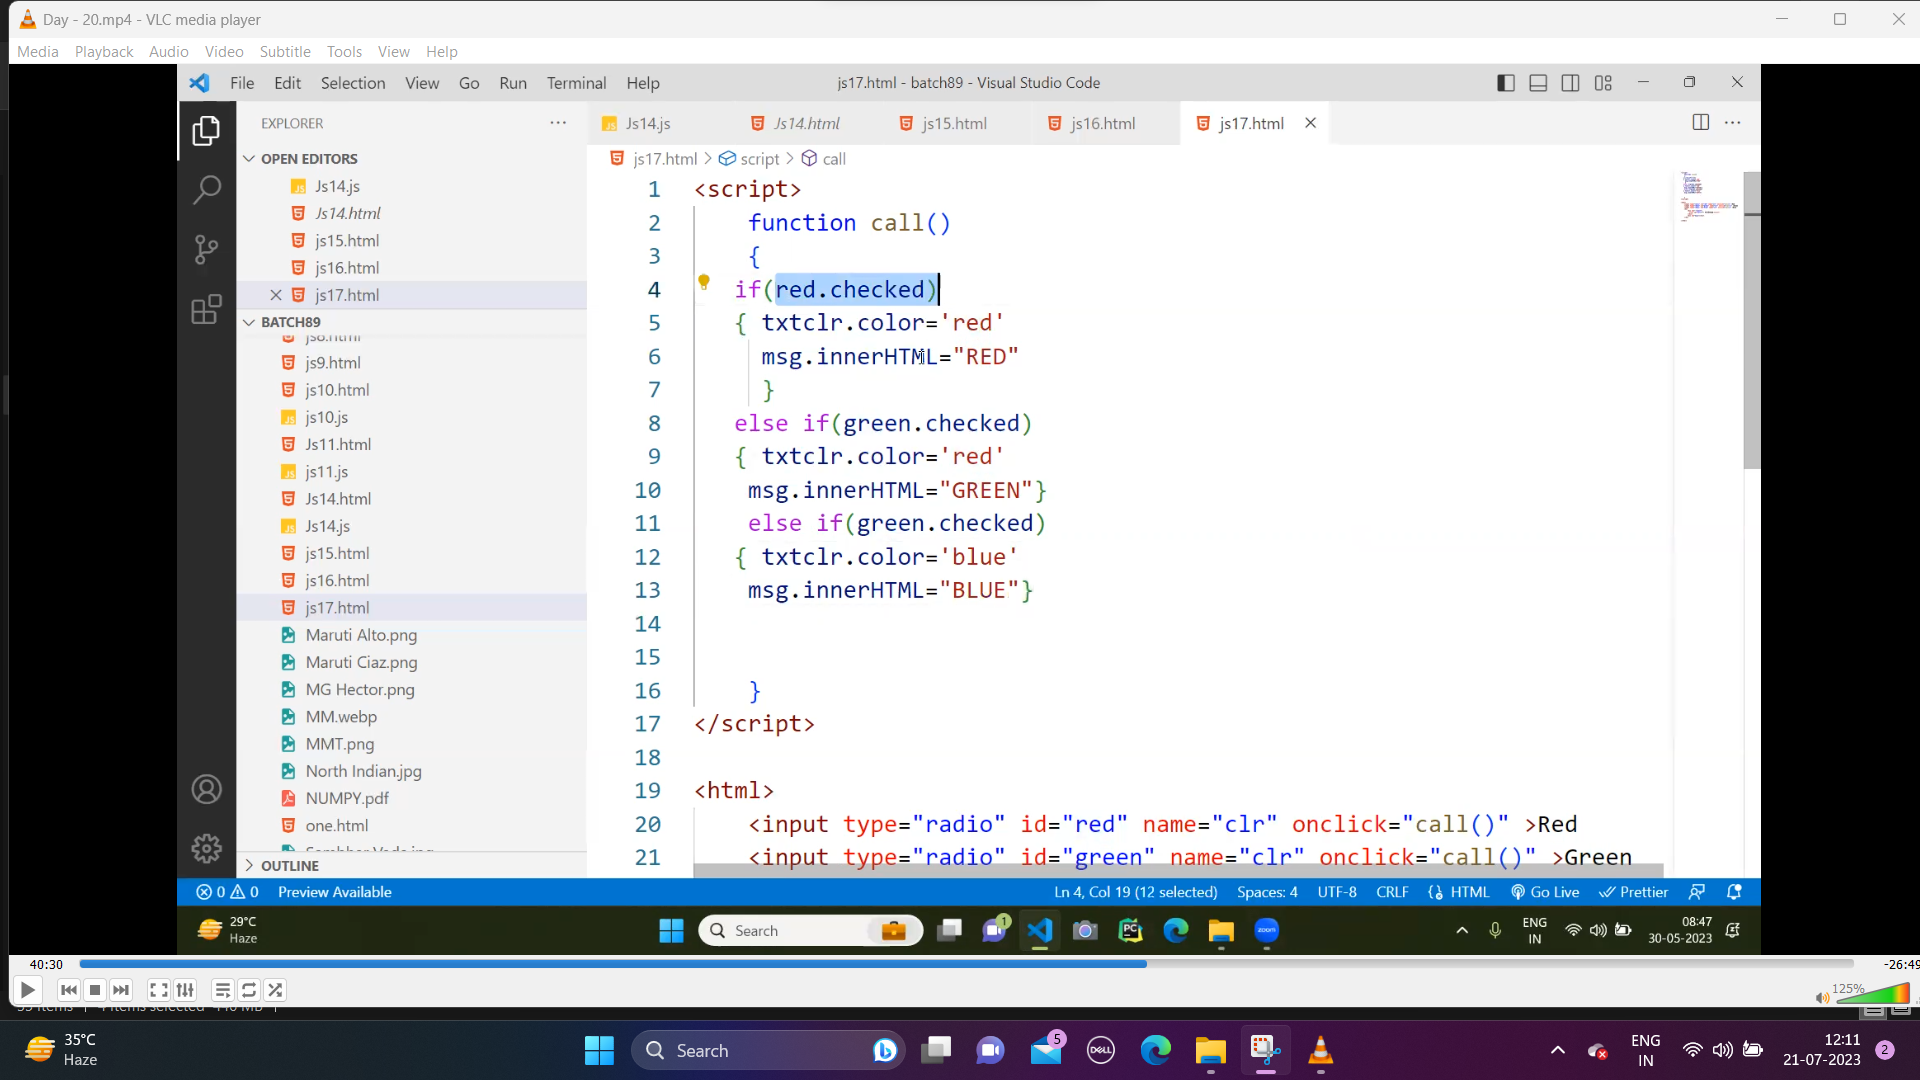 Day - 20.mp4 - VLC media player
Media Playback Audio Video Subtitle Tools View Help
File Edit Selection View Go Run Terminal Help js17.html - batch89 - Visual Studio Code
EXPLORER
Js14.js Js14.html js15.html js16.html js17.html
js17.html > script > call
OPEN EDITORS
Js14.js
Js14.html
js15.html
js16.html
js17.html
BATCH89
js8.html
js9.html
js10.html
js10.js
Js11.html
js11.js
Js14.html
Js14.js
js15.html
js16.html
js17.html
Maruti Alto.png
Maruti Ciaz.png
MG Hector.png
MM.webp
MMT.png
North Indian.jpg
NUMPY.pdf
one.html
OUTLINE
1 <script>
2 function call()
3 {
4 if(red.checked)
5 { txtclr.color='red'
6 msg.innerHTML="RED"
7 }
8 else if(green.checked)
9 { txtclr.color='red'
10 msg.innerHTML="GREEN"}
11 else if(green.checked)
12 { txtclr.color='blue'
13 msg.innerHTML="BLUE"}
14
15
16 }
17 </script>
18
19 <html>
20 <input type="radio" id="red" name="clr" onclick="call()" >Red
21 <input type="radio" id="green" name="clr" onclick="call()" >Green
0 0 Preview Available Ln 4, Col 19 (12 selected) Spaces: 4 UTF-8 CRLF HTML Go Live Prettier
29°C
Haze
Search
1
PC
zoom
ENG
IN
08:47
30-05-2023
40:30 -26:49
125%
35°C
Haze
Search
5
DELL
ENG
IN
12:11
21-07-2023
2